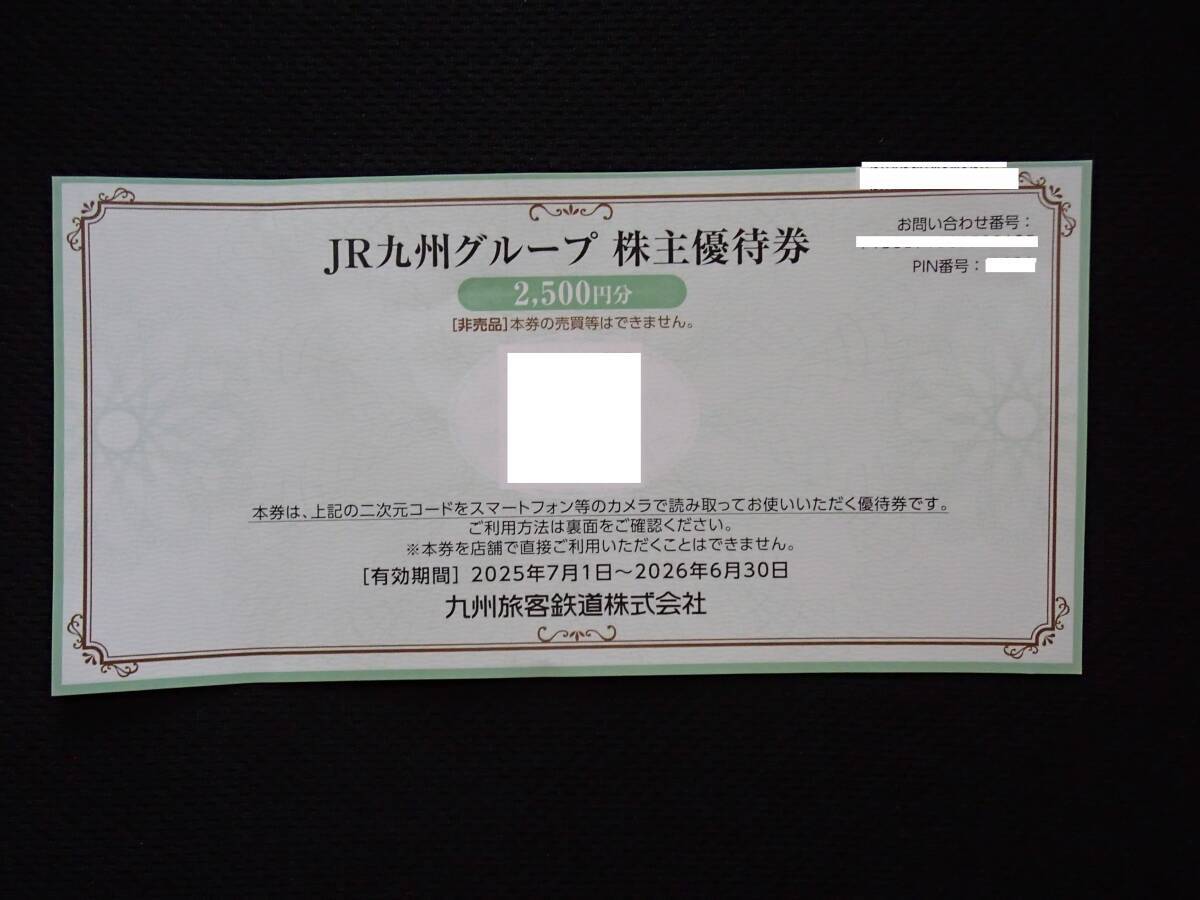 お問い合わせ番号：
PIN番号：
JR九州グループ 株主優待券
2,500円分
[非売品]本券の売買等はできません。
本券は、上記の二次元コードをスマートフォン等のカメラで読み取ってお使いいただく優待券です。
ご利用方法は裏面をご確認ください。
※本券を店舗で直接ご利用いただくことはできません。
[有効期間] 2025年7月1日～2026年6月30日
九州旅客鉄道株式会社